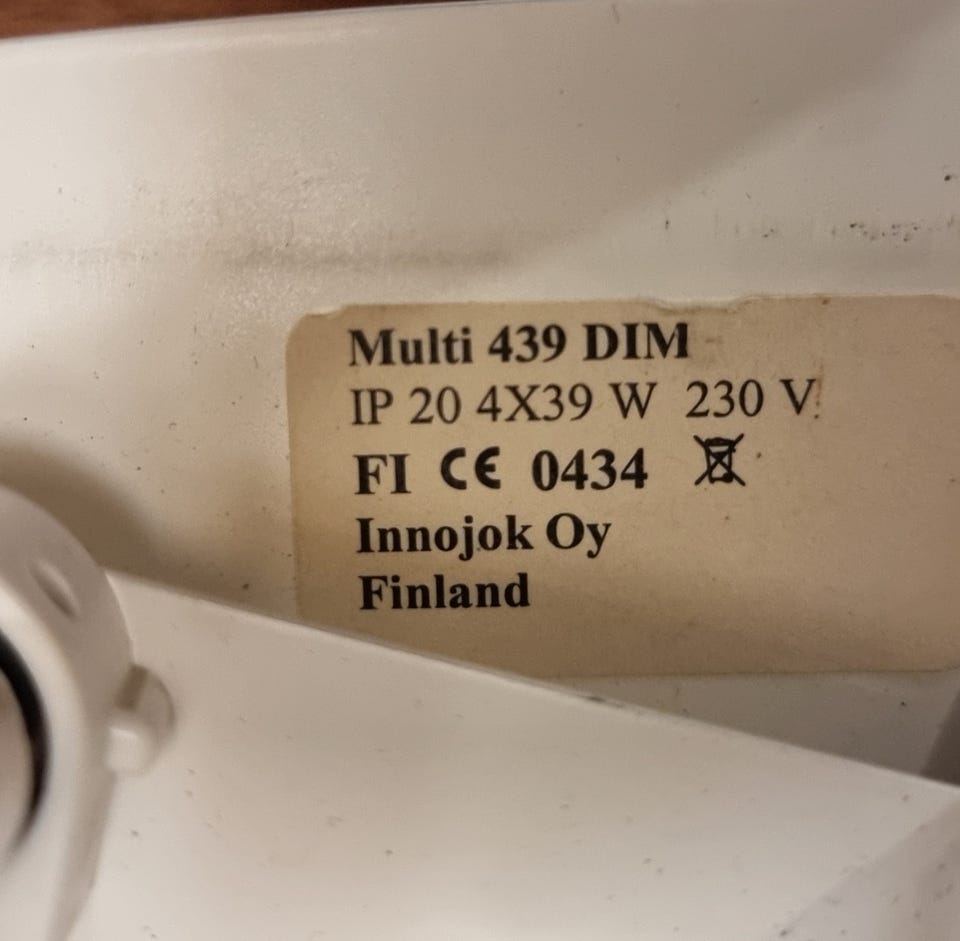 Multi 439 DIM
IP 20 4X39 W 230 V
FI CE 0434
Innojok Oy
Finland